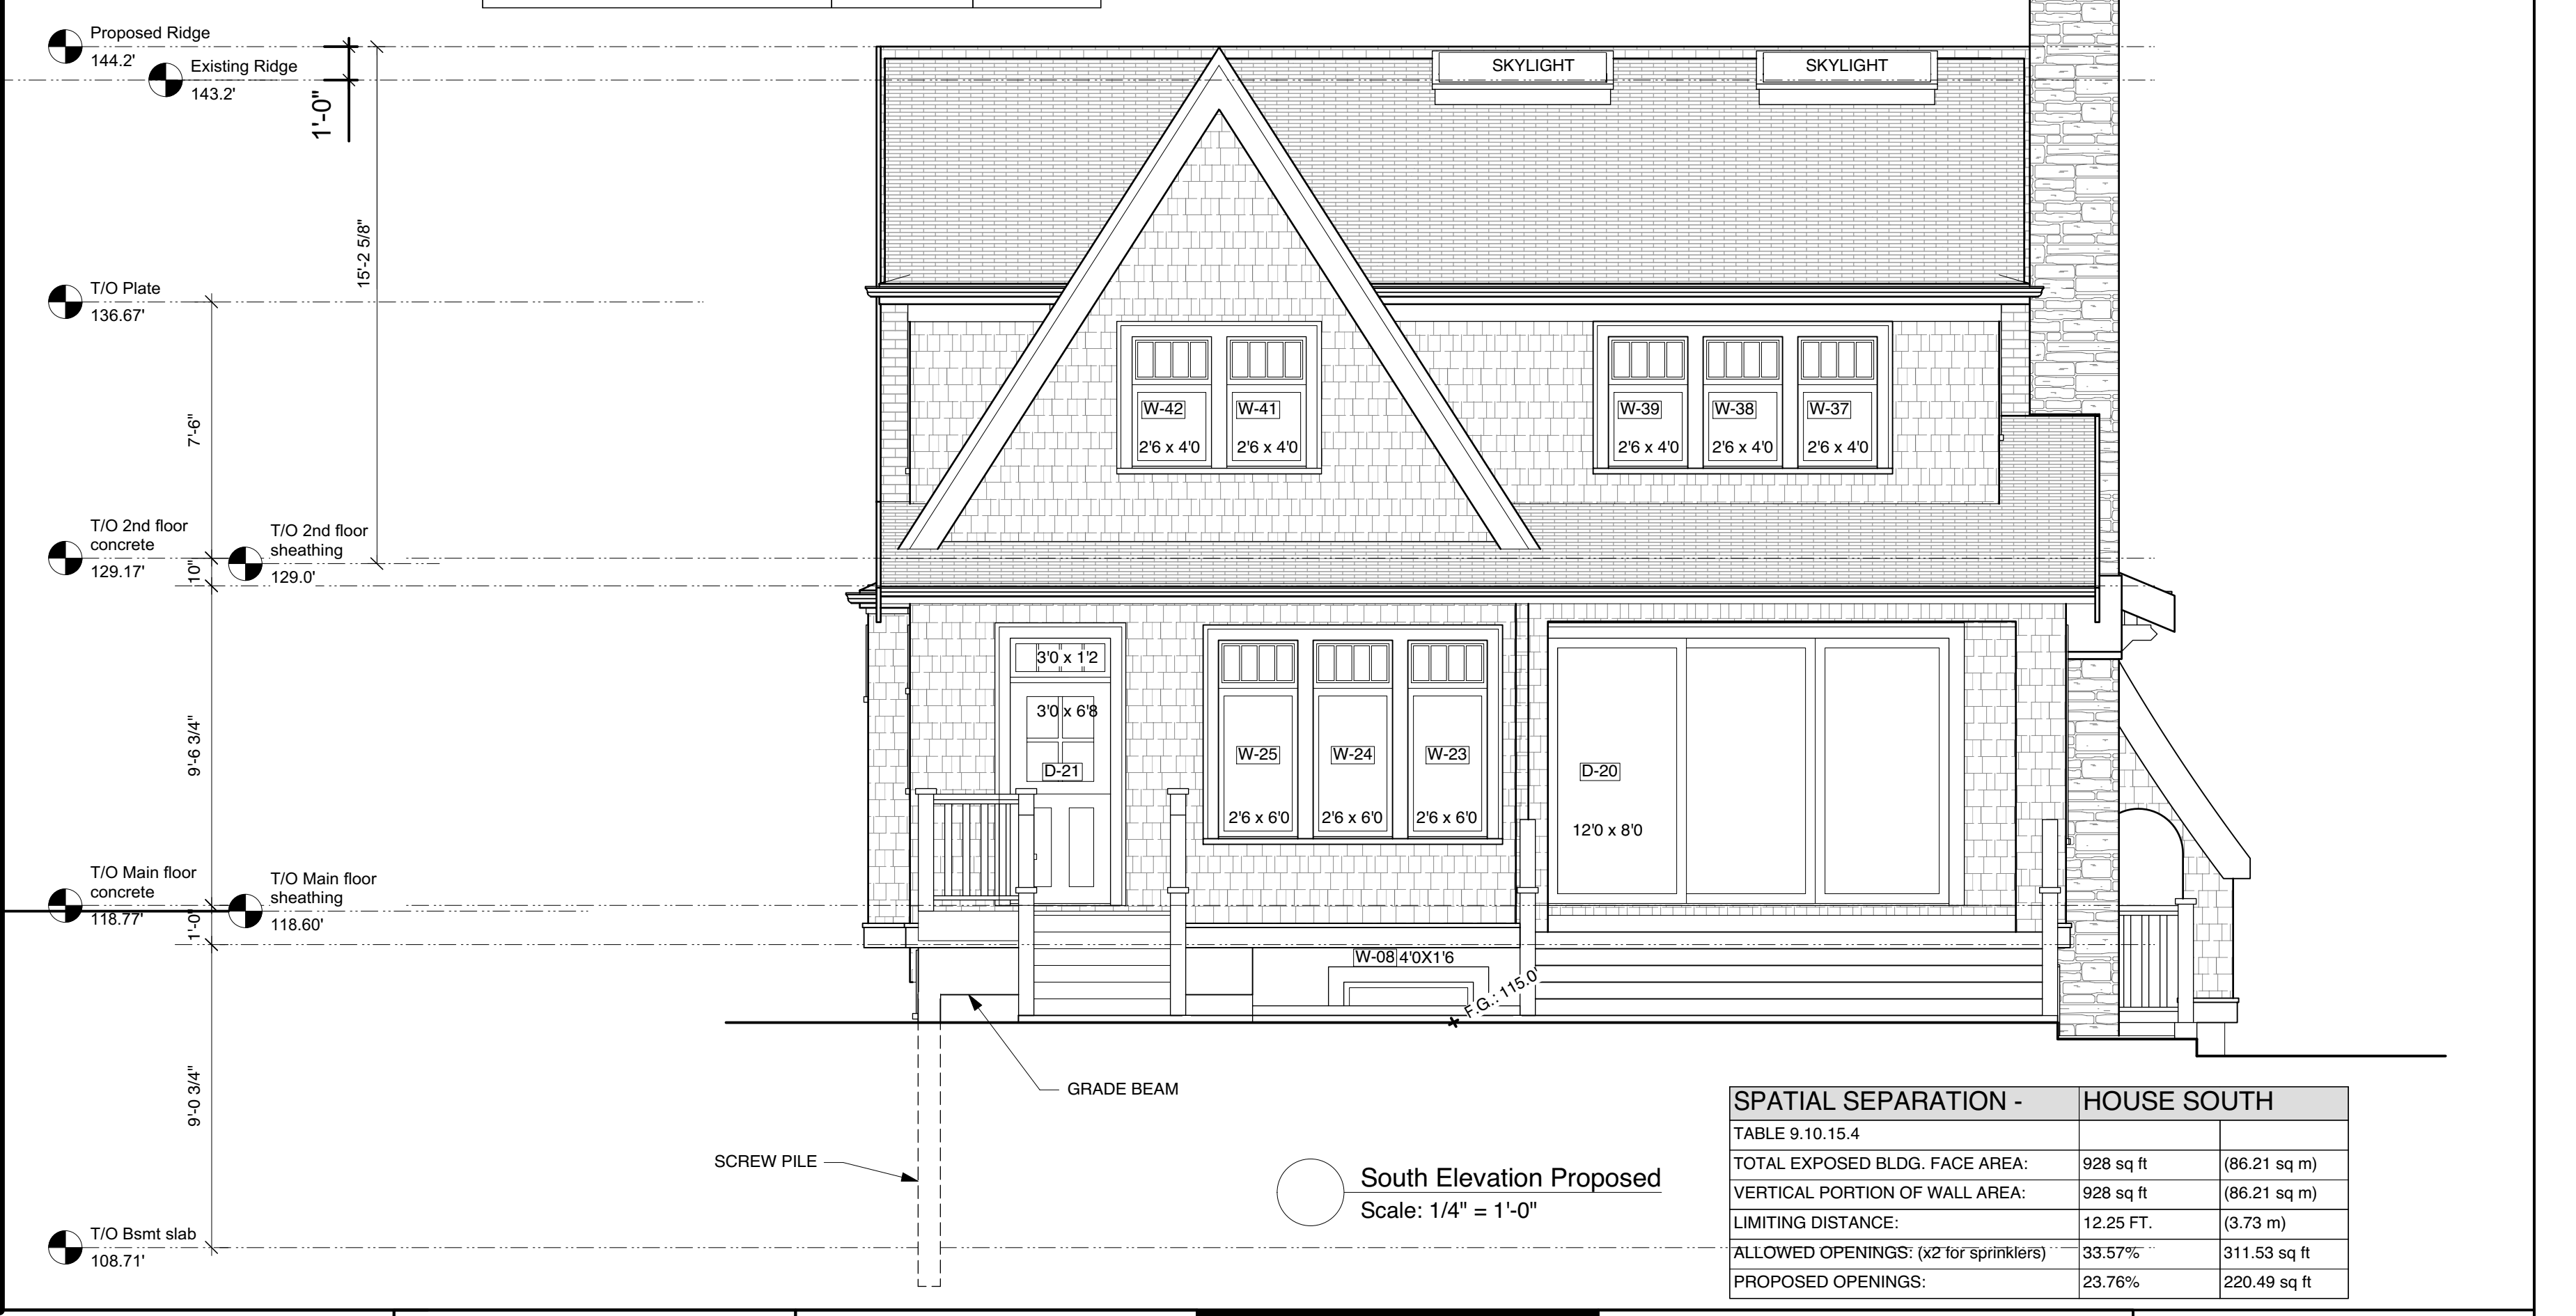 Proposed Ridge
144.2'
Existing Ridge
143.2'
1'-0"
15'-2 5/8"
SKYLIGHT
SKYLIGHT
T/O Plate
136.67'
7'-6"
W-42
W-41
W-39
W-38
W-37
2'6 x 4'0
2'6 x 4'0
2'6 x 4'0
2'6 x 4'0
2'6 x 4'0
T/O 2nd floor
concrete
129.17'
T/O 2nd floor
sheathing
129.0'
10"
9'-6 3/4"
3'0 x 1'2
3'0 x 6'8
D-21
W-25
W-24
W-23
2'6 x 6'0
2'6 x 6'0
2'6 x 6'0
D-20
12'0 x 8'0
T/O Main floor
concrete
118.77'
T/O Main floor
sheathing
118.60'
1'-0"
W-08 4'0X1'6
F.G.: 115.0'
9'-0 3/4"
GRADE BEAM
SCREW PILE
T/O Bsmt slab
108.71'
South Elevation Proposed
Scale: 1/4" = 1'-0"
SPATIAL SEPARATION - HOUSE SOUTH
TABLE 9.10.15.4
TOTAL EXPOSED BLDG. FACE AREA: 928 sq ft (86.21 sq m)
VERTICAL PORTION OF WALL AREA: 928 sq ft (86.21 sq m)
LIMITING DISTANCE: 12.25 FT. (3.73 m)
ALLOWED OPENINGS: (x2 for sprinklers) 33.57% 311.53 sq ft
PROPOSED OPENINGS: 23.76% 220.49 sq ft